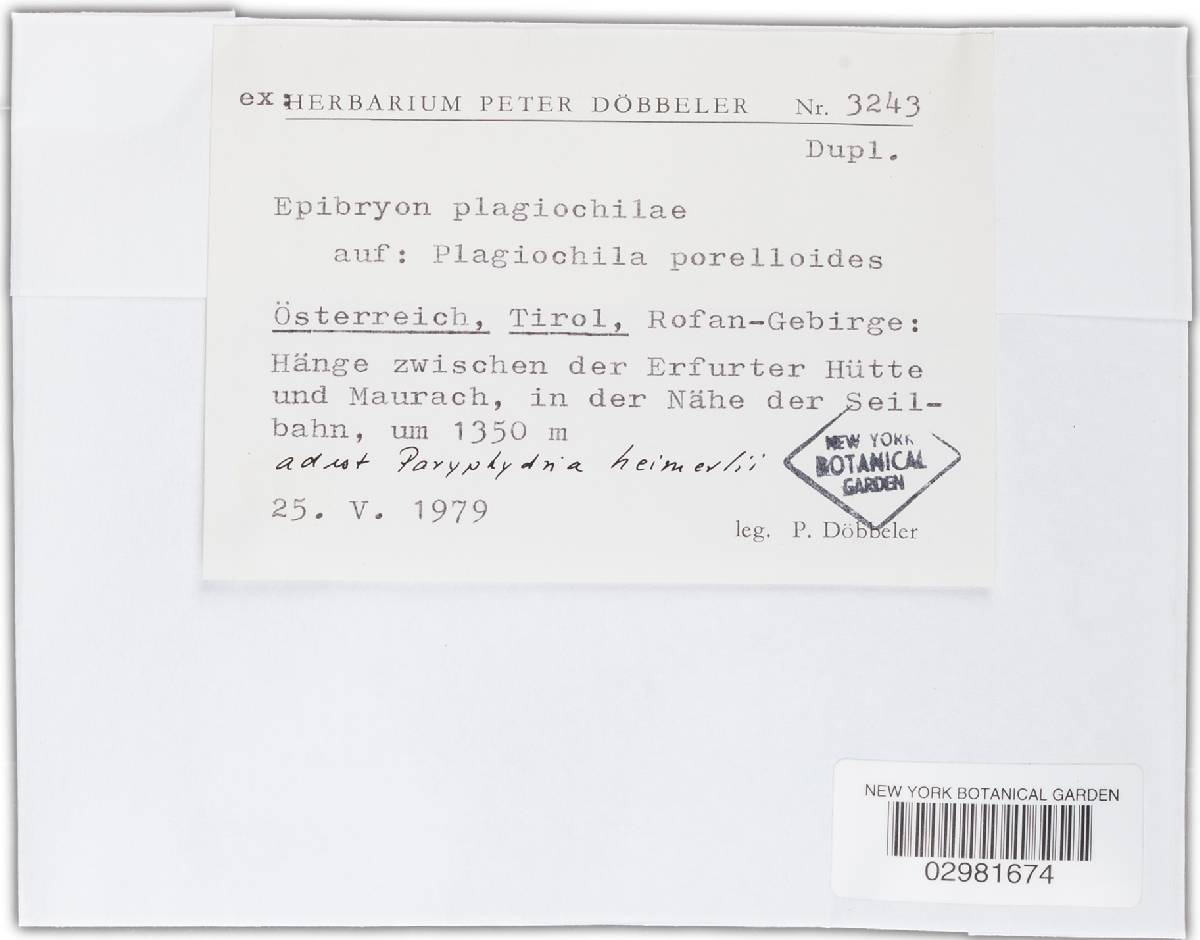 ex: HERBARIUM PETER DÖBBELER Nr. 3243
Dupl.
Epibryon plagiochilae
auf: Plagiochila porelloides
Österreich, Tirol, Rofan-Gebirge:
Hänge zwischen der Erfurter Hütte
und Maurach, in der Nähe der Seil-
bahn, um 1350 m
adest Paryphydria heimerlii
25. V. 1979
NEW YORK
BOTANICAL
GARDEN
leg. P. Döbbeler
NEW YORK BOTANICAL GARDEN
02981674